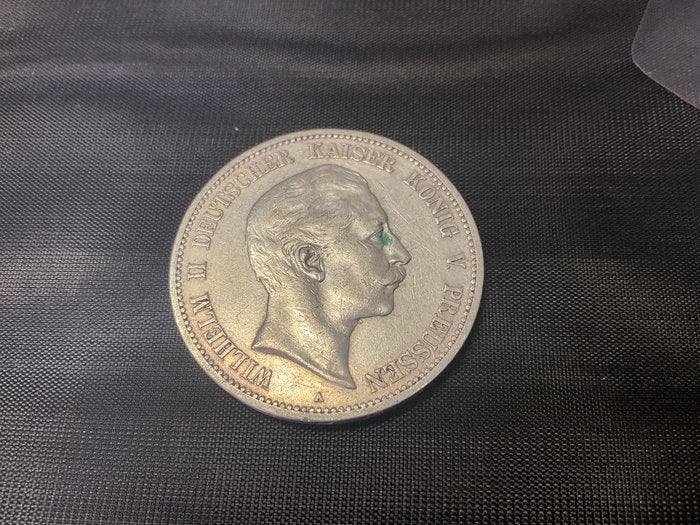 WILHELM II DEUTSCHER KAISER KÖNIG V. PREUSSEN
A